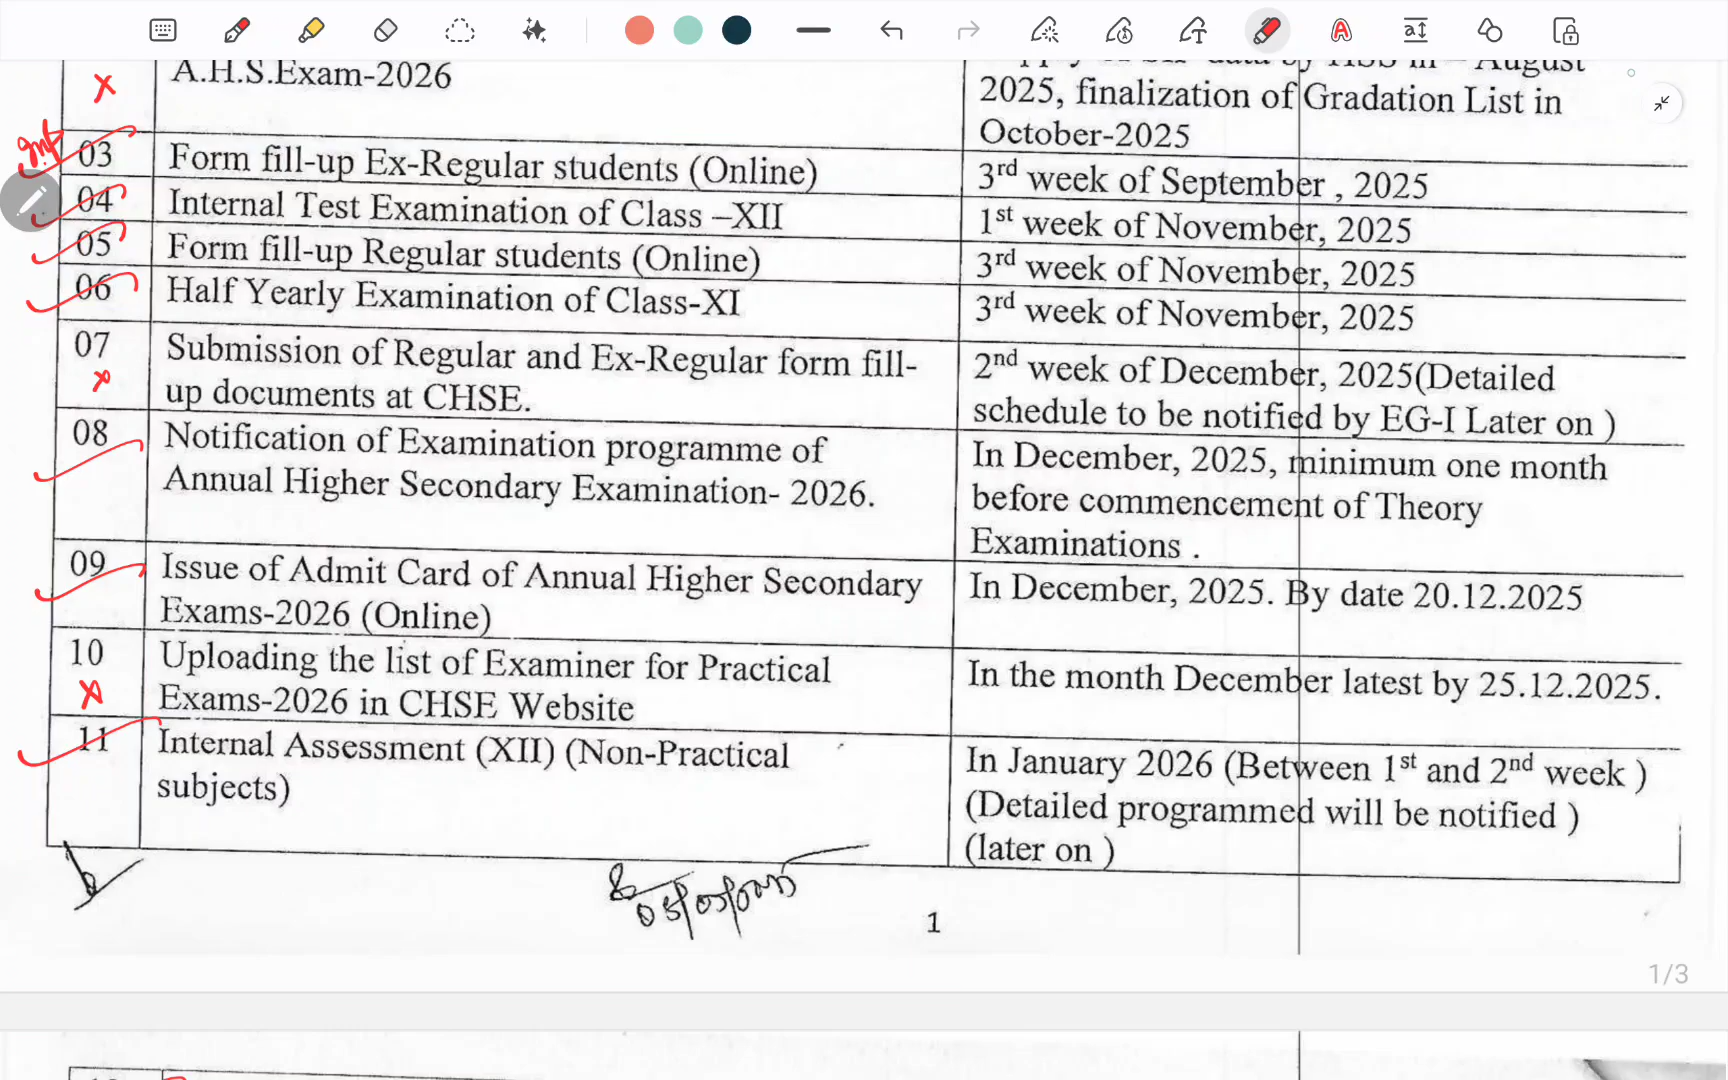 A.H.S.Exam-2026
August
2025, finalization of Gradation List in
October-2025
03
Form fill-up Ex-Regular students (Online)
3rd week of September , 2025
04
Internal Test Examination of Class –XII
1st week of November, 2025
05
Form fill-up Regular students (Online)
3rd week of November, 2025
06
Half Yearly Examination of Class-XI
3rd week of November, 2025
07
Submission of Regular and Ex-Regular form fill-
up documents at CHSE.
2nd week of December, 2025(Detailed
schedule to be notified by EG-I Later on )
08
Notification of Examination programme of
Annual Higher Secondary Examination- 2026.
In December, 2025, minimum one month
before commencement of Theory
Examinations .
09
Issue of Admit Card of Annual Higher Secondary
Exams-2026 (Online)
In December, 2025. By date 20.12.2025
10
Uploading the list of Examiner for Practical
Exams-2026 in CHSE Website
In the month December latest by 25.12.2025.
11
Internal Assessment (XII) (Non-Practical
subjects)
In January 2026 (Between 1st and 2nd week )
(Detailed programmed will be notified )
(later on )
1
1/3